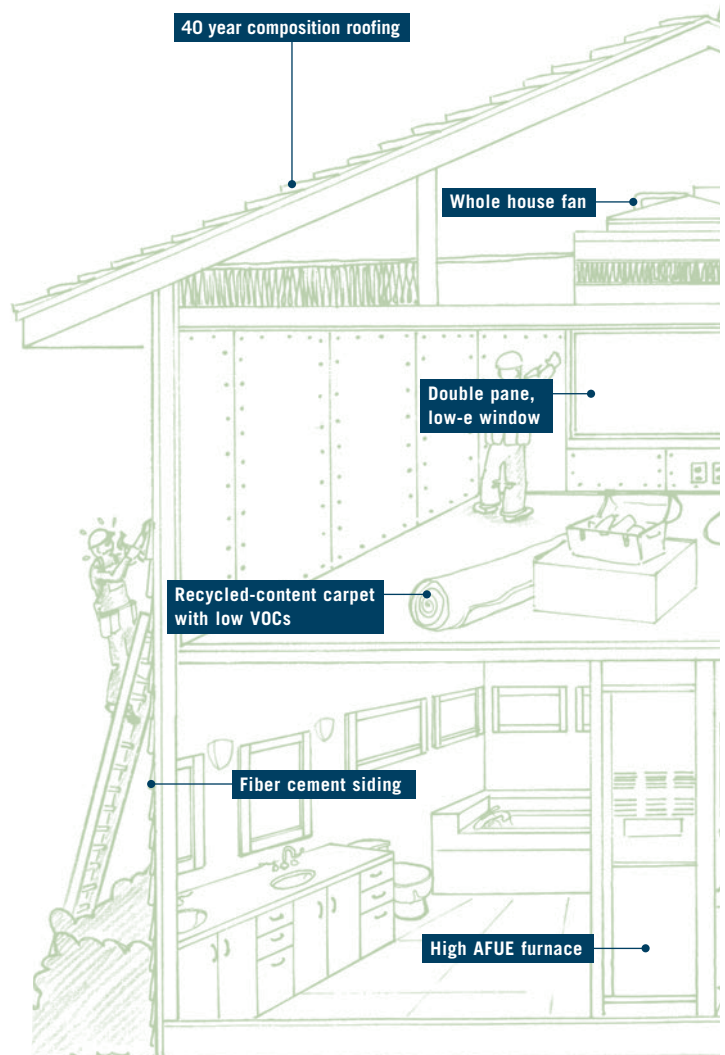 40 year composition roofing
Whole house fan
Double pane,
low-e window
Recycled-content carpet
with low VOCs
Fiber cement siding
High AFUE furnace